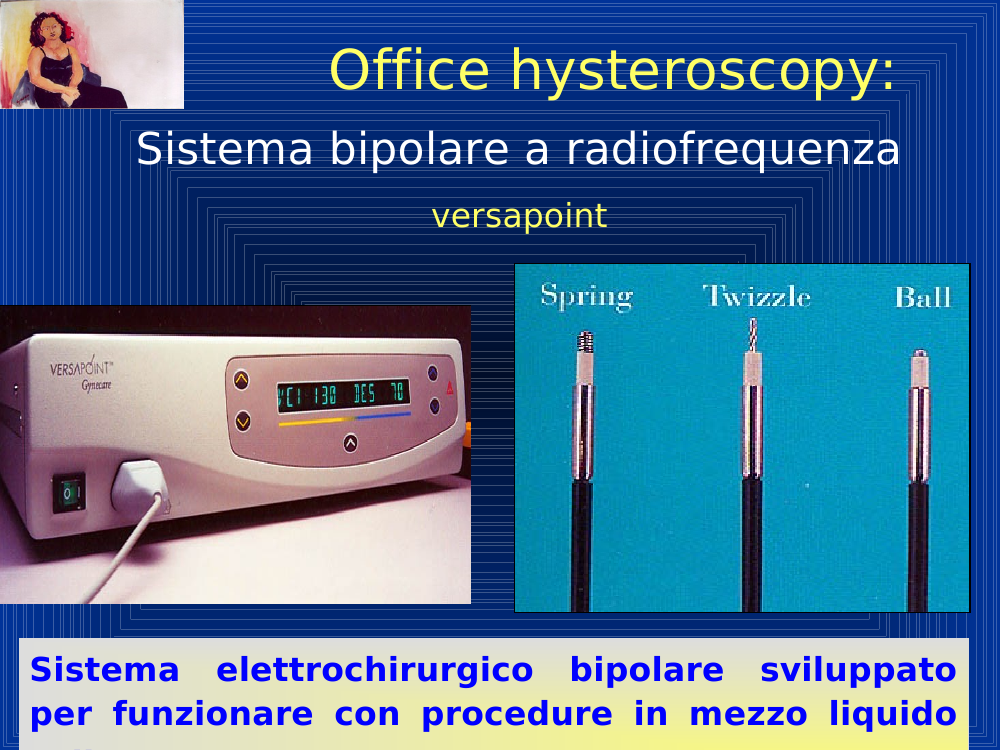 Office hysteroscopy:
Sistema bipolare a radiofrequenza
versapoint
Spring Twizzle Ball
VERSAPOINT™
Gynecare
VC1 130 DES 70
Sistema elettrochirurgico bipolare sviluppato
per funzionare con procedure in mezzo liquido